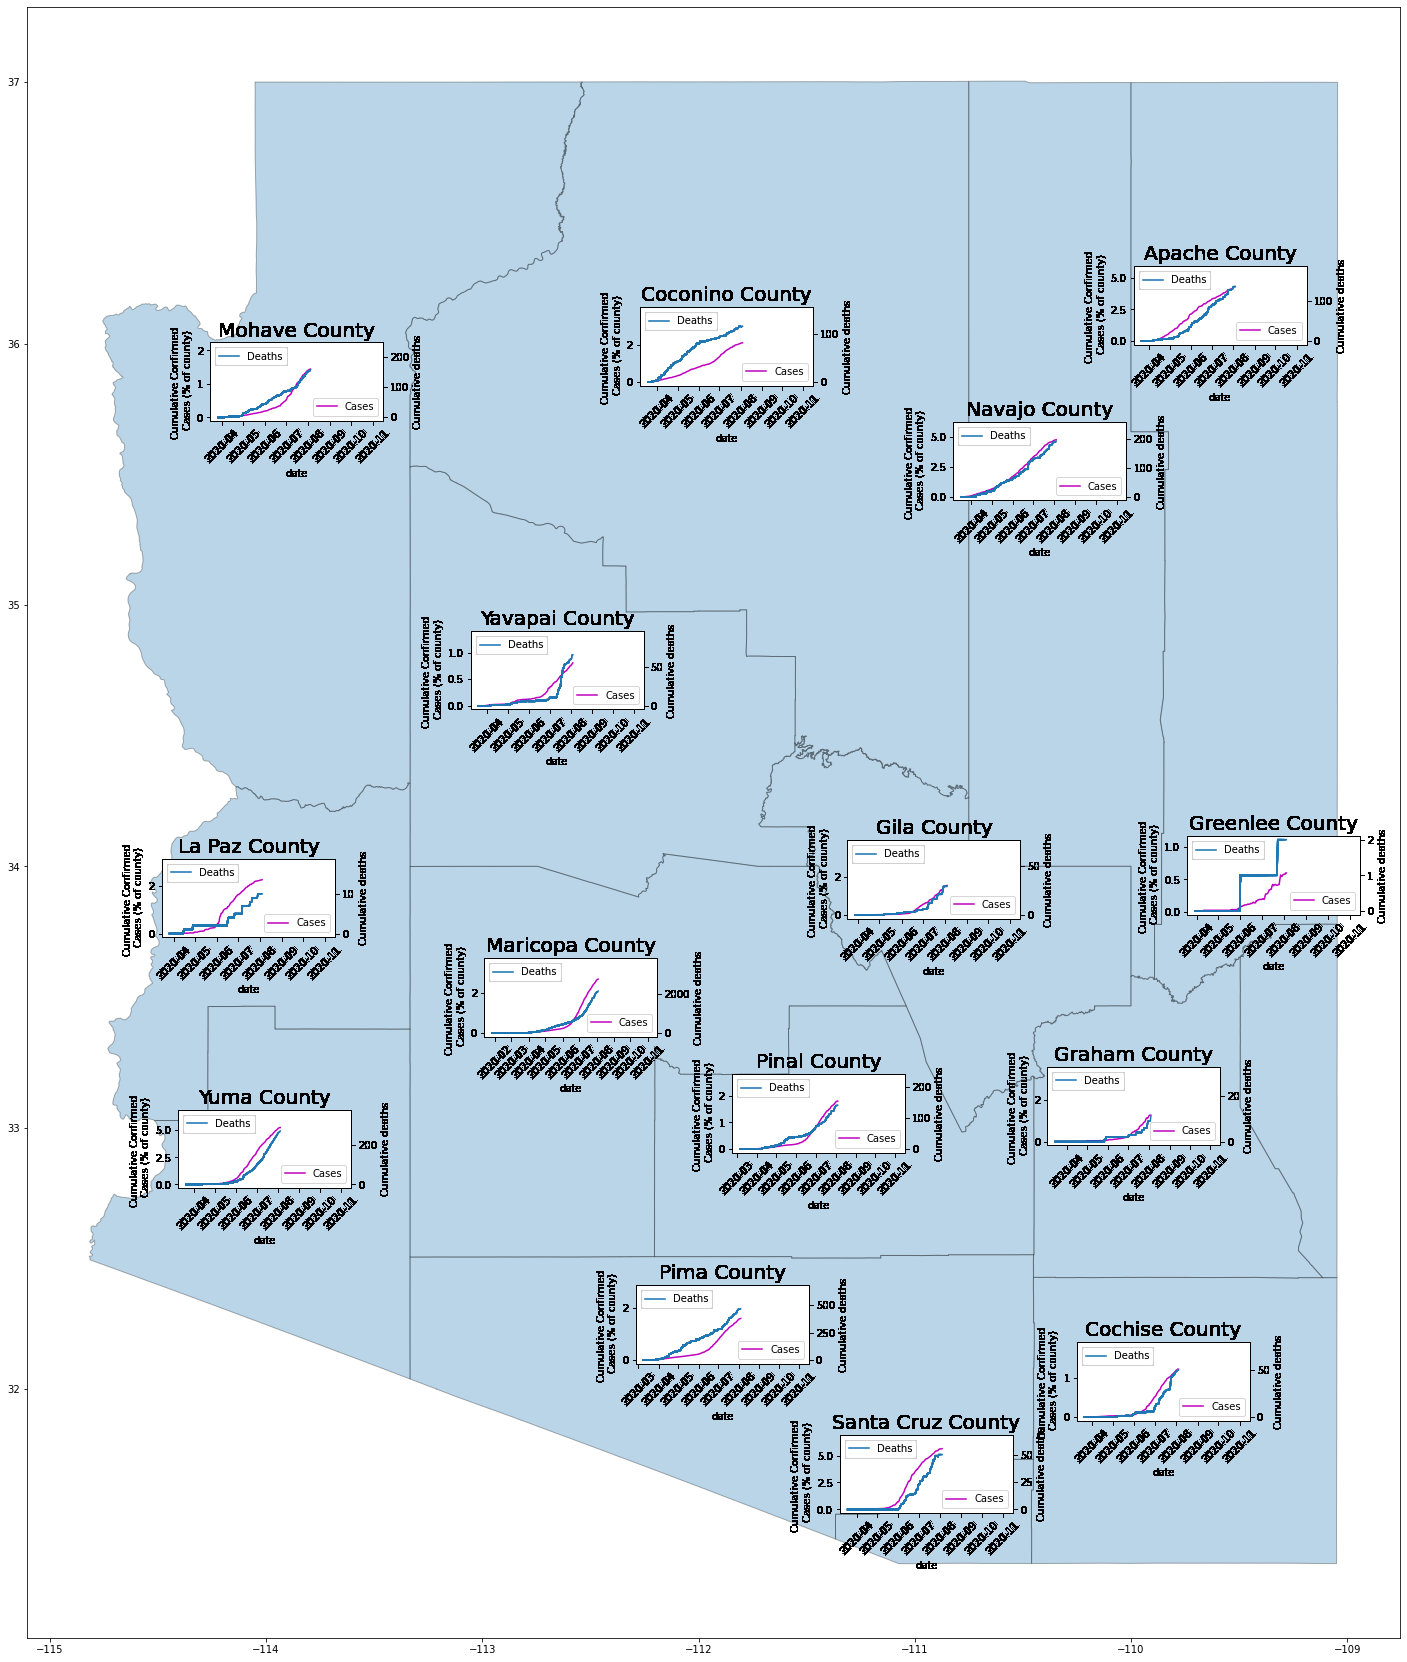 37
36
35
34
33
32
−115
−114
−113
−112
−111
−110
−109
Apache County
Cumulative Confirmed
Cases (% of county)
5.0
2.5
0.0
Deaths
Cases
100
0
Cumulative deaths
2020-04
2020-05
2020-06
2020-07
2020-08
2020-09
2020-10
2020-11
date
Coconino County
Cumulative Confirmed
Cases (% of county)
2
0
Deaths
Cases
100
0
Cumulative deaths
2020-04
2020-05
2020-06
2020-07
2020-08
2020-09
2020-10
2020-11
date
Mohave County
Cumulative Confirmed
Cases (% of county)
2
1
0
Deaths
Cases
200
100
0
Cumulative deaths
2020-04
2020-05
2020-06
2020-07
2020-08
2020-09
2020-10
2020-11
date
Navajo County
Cumulative Confirmed
Cases (% of county)
5.0
2.5
0.0
Deaths
Cases
200
100
0
Cumulative deaths
2020-04
2020-05
2020-06
2020-07
2020-08
2020-09
2020-10
2020-11
date
Yavapai County
Cumulative Confirmed
Cases (% of county)
1.0
0.5
0.0
Deaths
Cases
50
0
Cumulative deaths
2020-04
2020-05
2020-06
2020-07
2020-08
2020-09
2020-10
2020-11
date
La Paz County
Cumulative Confirmed
Cases (% of county)
2
0
Deaths
Cases
10
0
Cumulative deaths
2020-04
2020-05
2020-06
2020-07
2020-08
2020-09
2020-10
2020-11
date
Gila County
Cumulative Confirmed
Cases (% of county)
2
0
Deaths
Cases
50
0
Cumulative deaths
2020-04
2020-05
2020-06
2020-07
2020-08
2020-09
2020-10
2020-11
date
Greenlee County
Cumulative Confirmed
Cases (% of county)
1.0
0.5
0.0
Deaths
Cases
2
1
0
Cumulative deaths
2020-04
2020-05
2020-06
2020-07
2020-08
2020-09
2020-10
2020-11
date
Maricopa County
Cumulative Confirmed
Cases (% of county)
2
0
Deaths
Cases
2000
0
Cumulative deaths
2020-02
2020-03
2020-04
2020-05
2020-06
2020-07
2020-08
2020-09
2020-10
2020-11
date
Pinal County
Cumulative Confirmed
Cases (% of county)
2
1
0
Deaths
Cases
200
100
0
Cumulative deaths
2020-03
2020-04
2020-05
2020-06
2020-07
2020-08
2020-09
2020-10
2020-11
date
Graham County
Cumulative Confirmed
Cases (% of county)
2
0
Deaths
Cases
20
0
Cumulative deaths
2020-04
2020-05
2020-06
2020-07
2020-08
2020-09
2020-10
2020-11
date
Yuma County
Cumulative Confirmed
Cases (% of county)
5.0
2.5
0.0
Deaths
Cases
200
0
Cumulative deaths
2020-04
2020-05
2020-06
2020-07
2020-08
2020-09
2020-10
2020-11
date
Pima County
Cumulative Confirmed
Cases (% of county)
2
0
Deaths
Cases
500
250
0
Cumulative deaths
2020-03
2020-04
2020-05
2020-06
2020-07
2020-08
2020-09
2020-10
2020-11
date
Cochise County
Cumulative Confirmed
Cases (% of county)
1
0
Deaths
Cases
50
0
Cumulative deaths
2020-04
2020-05
2020-06
2020-07
2020-08
2020-09
2020-10
2020-11
date
Santa Cruz County
Cumulative Confirmed
Cases (% of county)
5.0
2.5
0.0
Deaths
Cases
50
25
0
Cumulative deaths
2020-04
2020-05
2020-06
2020-07
2020-08
2020-09
2020-10
2020-11
date